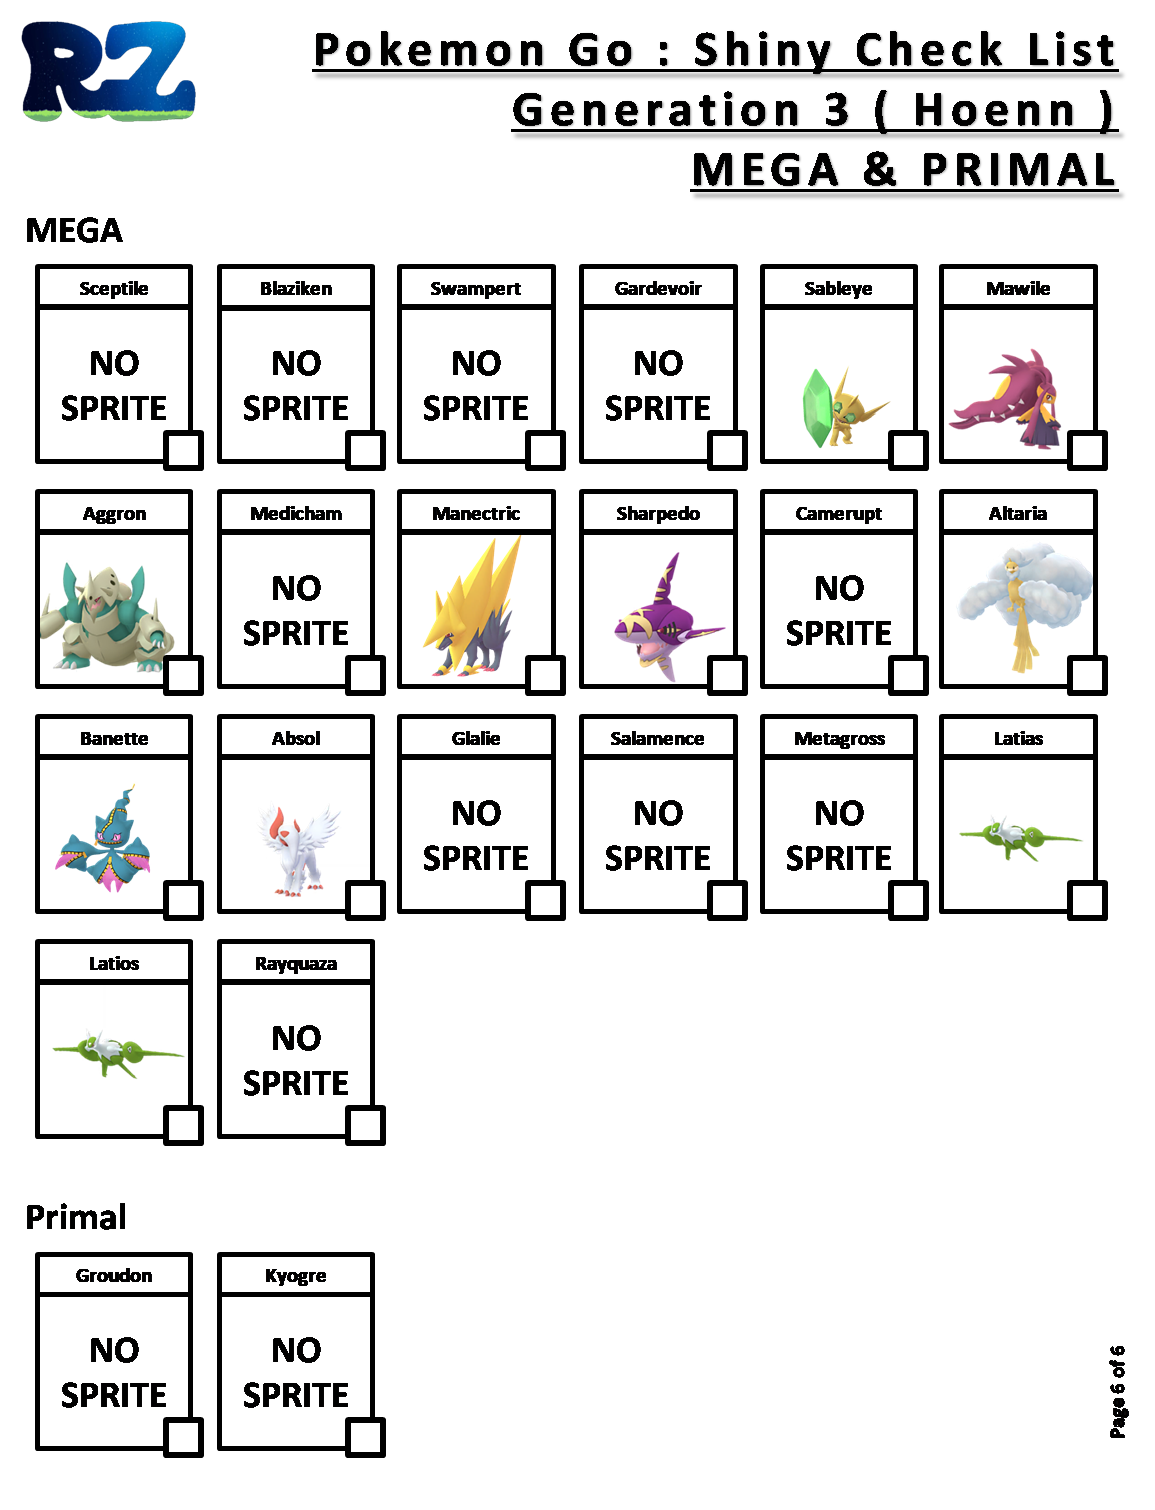 RZ
Pokemon Go : Shiny Check List
Generation 3 ( Hoenn )
MEGA & PRIMAL
MEGA
Sceptile
NO
SPRITE
Blaziken
NO
SPRITE
Swampert
NO
SPRITE
Gardevoir
NO
SPRITE
Sableye
Mawile
Aggron
Medicham
NO
SPRITE
Manectric
Sharpedo
Camerupt
NO
SPRITE
Altaria
Banette
Absol
Glalie
NO
SPRITE
Salamence
NO
SPRITE
Metagross
NO
SPRITE
Latias
Latios
Rayquaza
NO
SPRITE
Primal
Groudon
NO
SPRITE
Kyogre
NO
SPRITE
Page 6 of 6